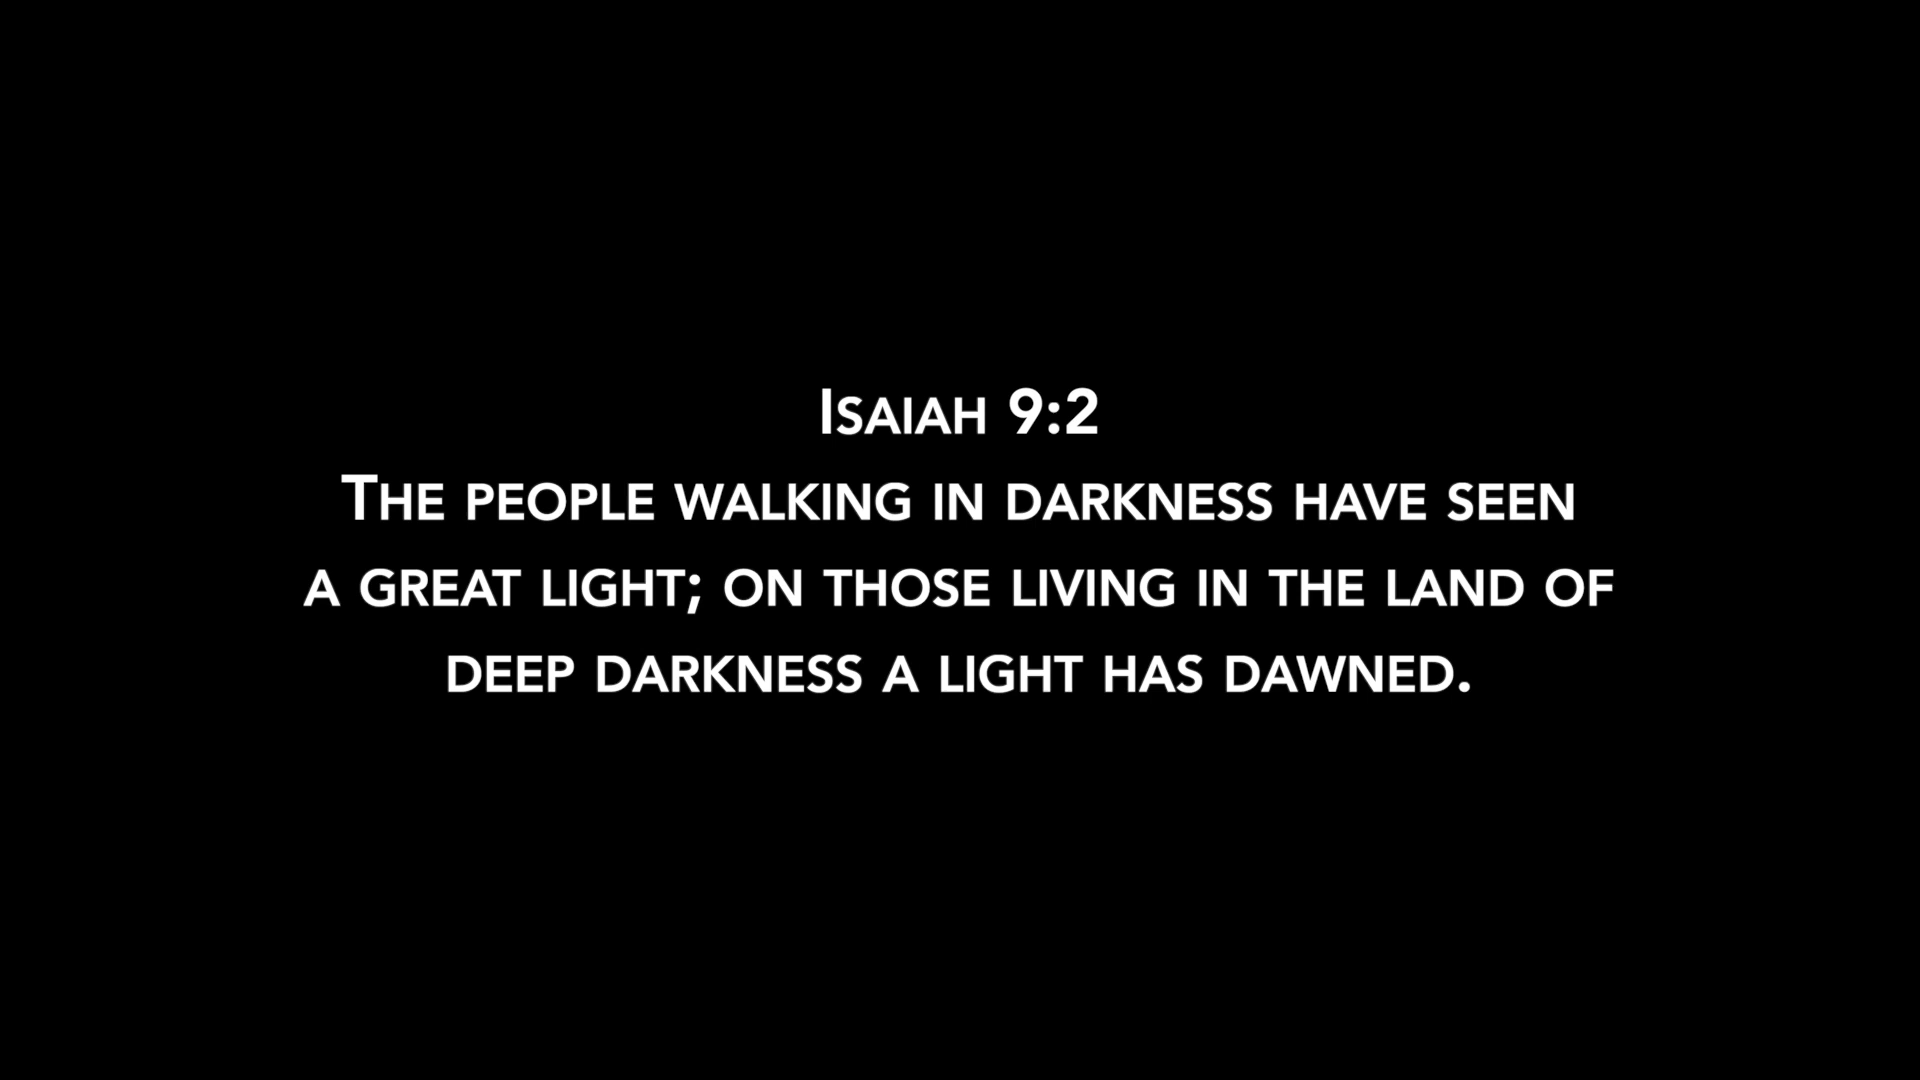 Isaiah 9:2
The people walking in darkness have seen
a great light; on those living in the land of
deep darkness a light has dawned.